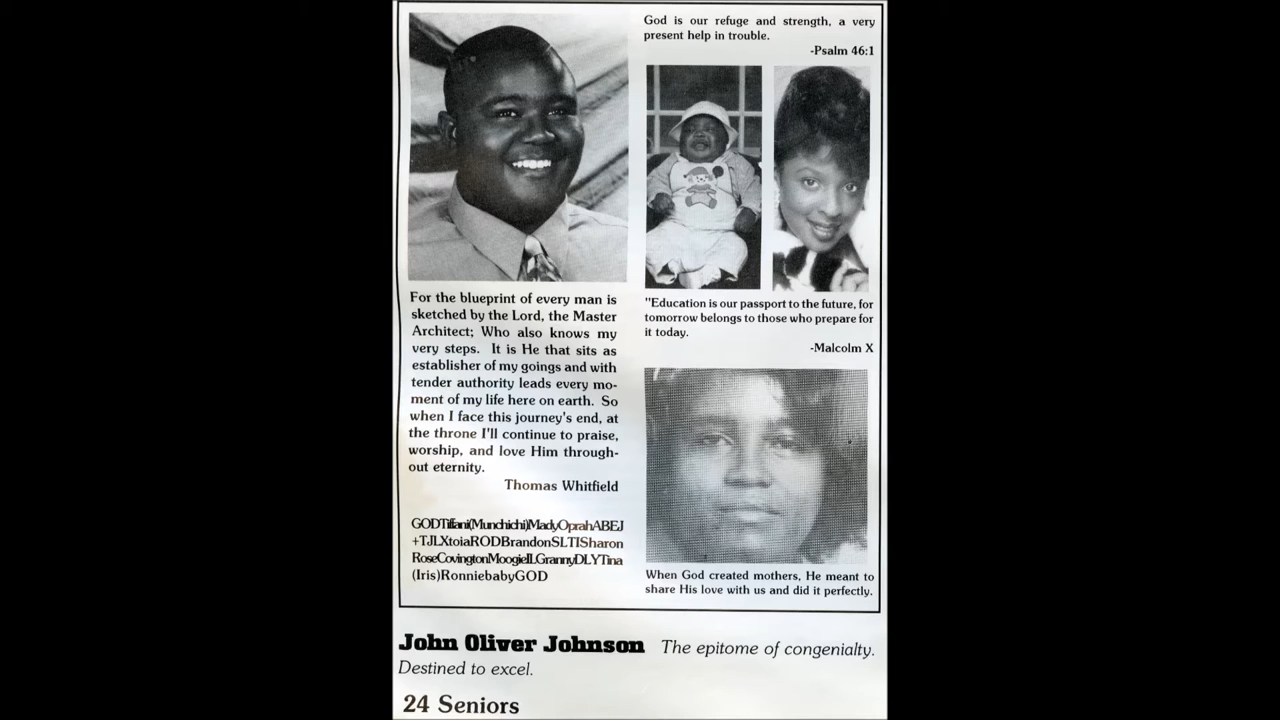 God is our refuge and strength, a very
present help in trouble.
-Psalm 46:1
For the blueprint of every man is
sketched by the Lord, the Master
Architect; Who also knows my
very steps. It is He that sits as
establisher of my goings and with
tender authority leads every mo-
ment of my life here on earth. So
when I face this journey's end, at
the throne I'll continue to praise,
worship, and love Him through-
out eternity.
Thomas Whitfield
GODTiffani(Munchichi)MadyOprahABEJ
+TJLXtoiaRODBrandonSLTISharon
RoseCovingtonMoogieILGrannyDLYTina
(Iris)RonniebabyGOD
"Education is our passport to the future, for
tomorrow belongs to those who prepare for
it today.
-Malcolm X
When God created mothers, He meant to
share His love with us and did it perfectly.
John Oliver Johnson The epitome of congenialty.
Destined to excel.
24 Seniors